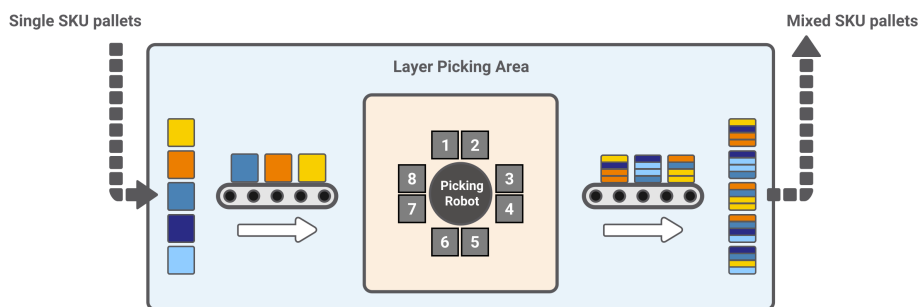 Single SKU pallets
Mixed SKU pallets
Layer Picking Area
1 2
8
3
Picking
Robot
7
4
6 5